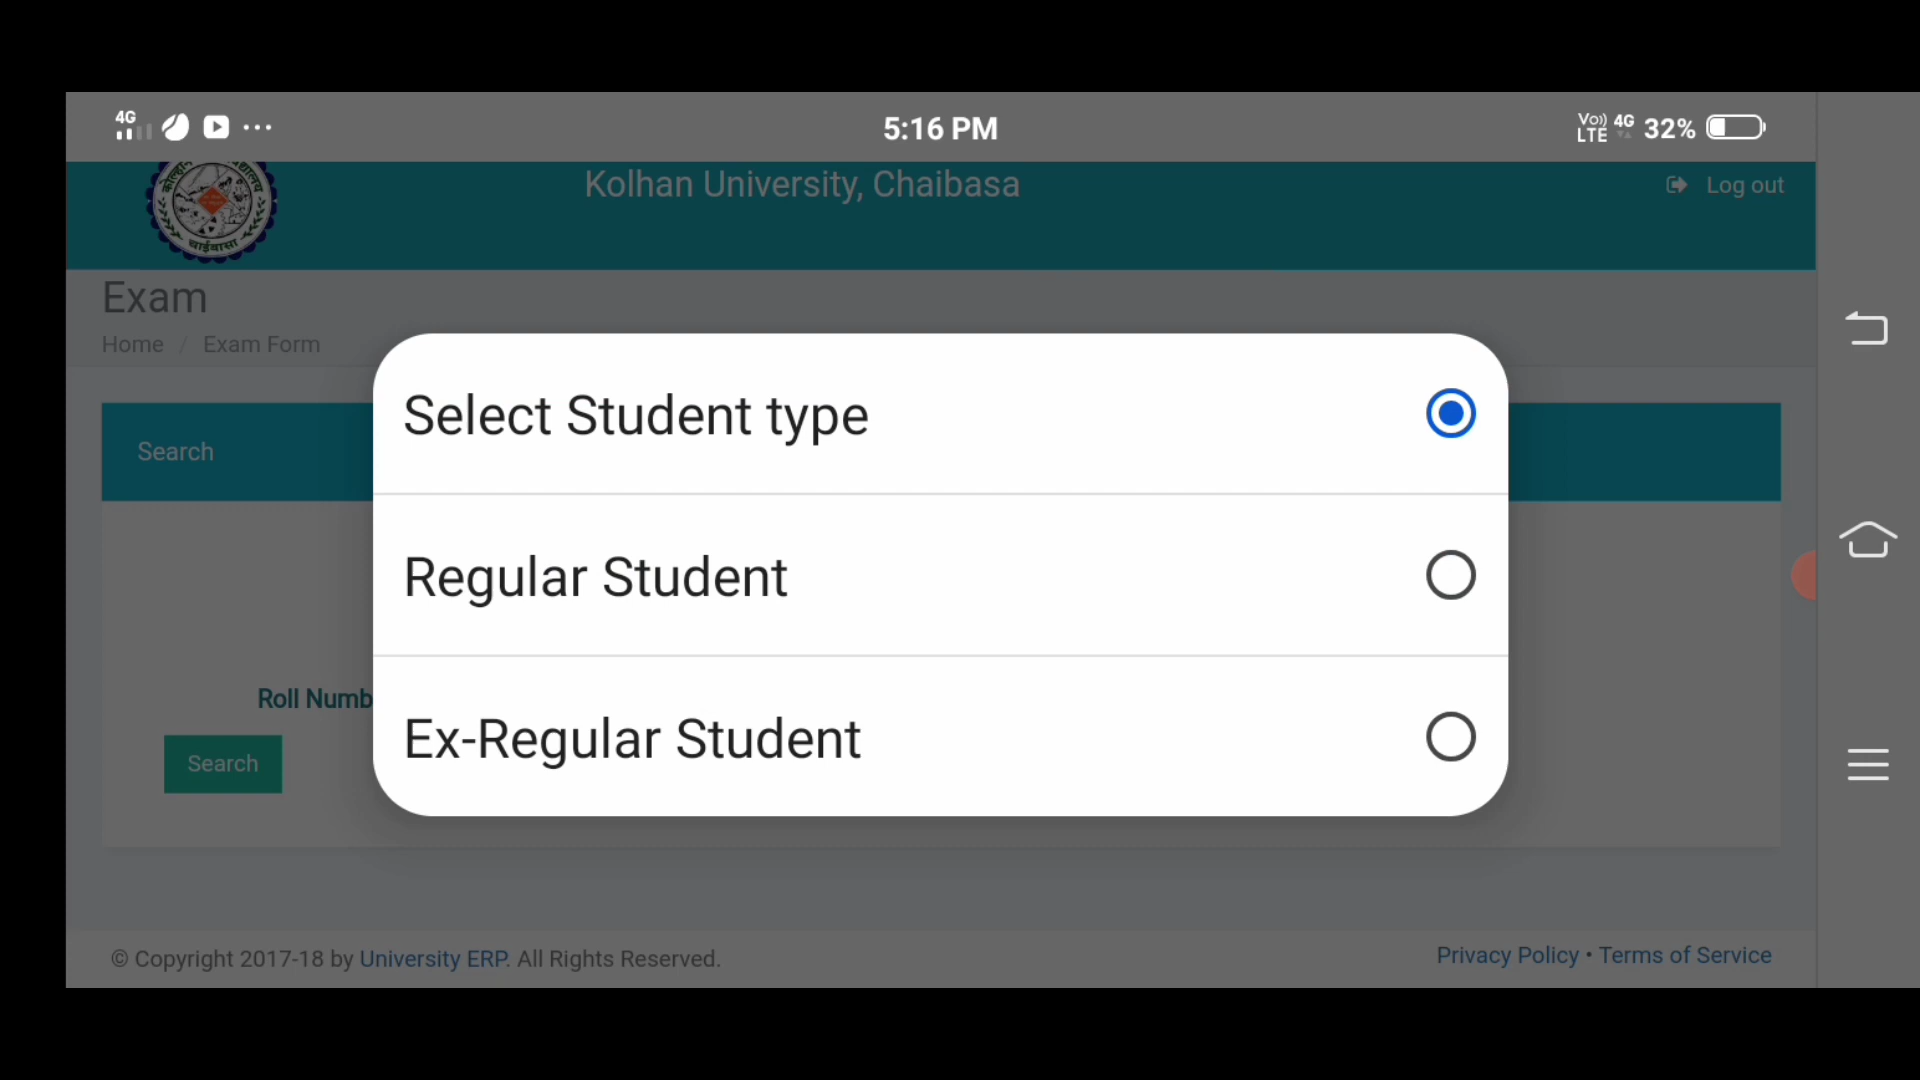 4G
5:16 PM
Vo)) LTE 4G 32%
Kolhan University, Chaibasa
Log out
चाईबासा
Exam
Home / Exam Form
Search
Select Student type
Regular Student
Ex-Regular Student
Roll Numb
Search
© Copyright 2017-18 by University ERP. All Rights Reserved.
Privacy Policy • Terms of Service